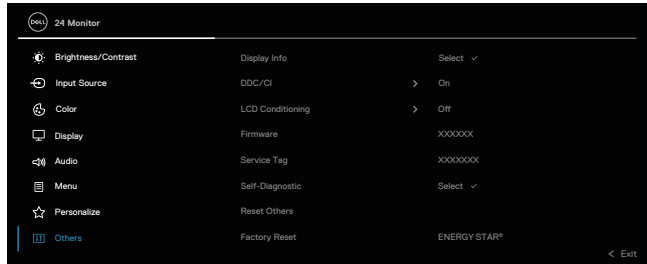 DELL 24 Monitor
Brightness/Contrast Display Info Select
Input Source DDC/CI > On
Color LCD Conditioning > Off
Display Firmware XXXXXX
Audio Service Tag XXXXXXX
Menu Self-Diagnostic Select
Personalize Reset Others
Others Factory Reset ENERGY STAR®
< Exit